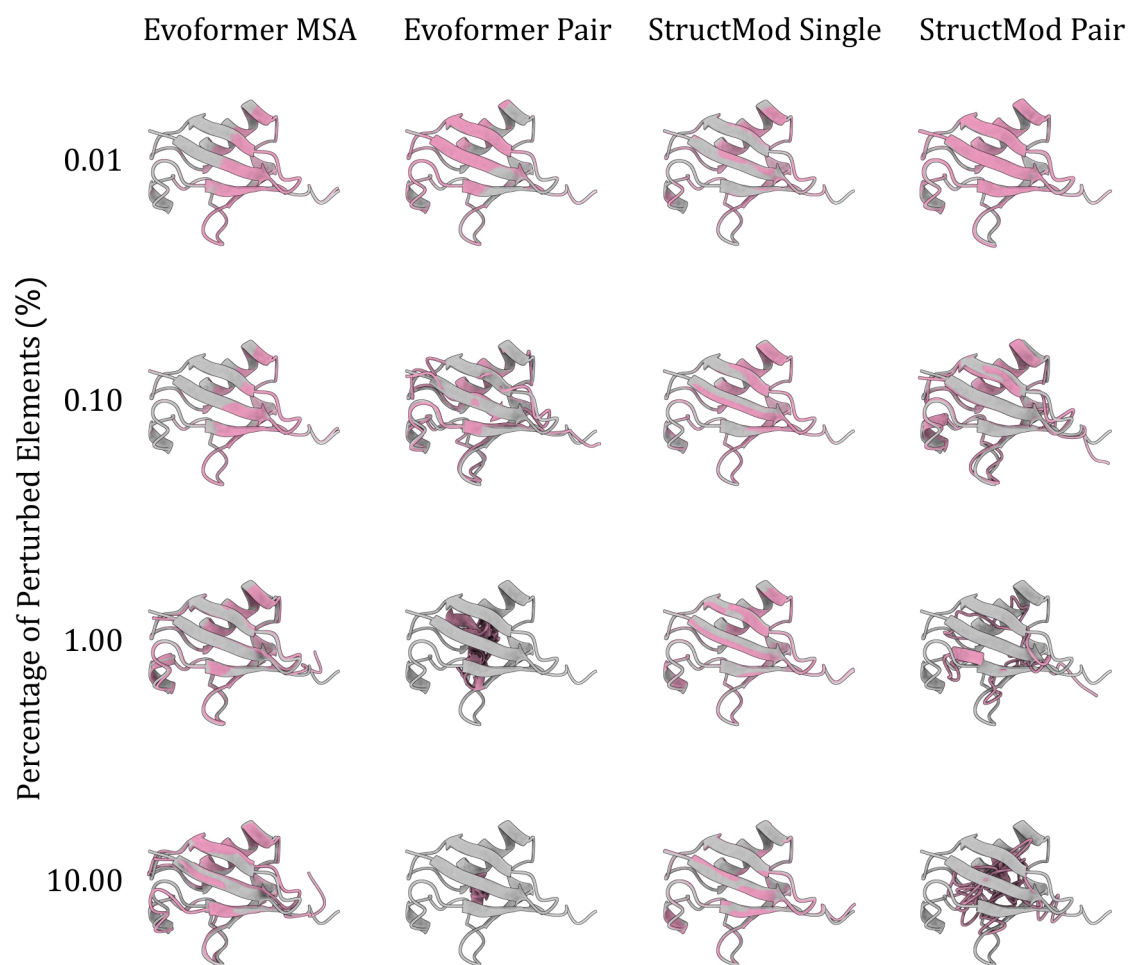 Evoformer MSA
Evoformer Pair
StructMod Single
StructMod Pair
Percentage of Perturbed Elements (%)
0.01
0.10
1.00
10.00